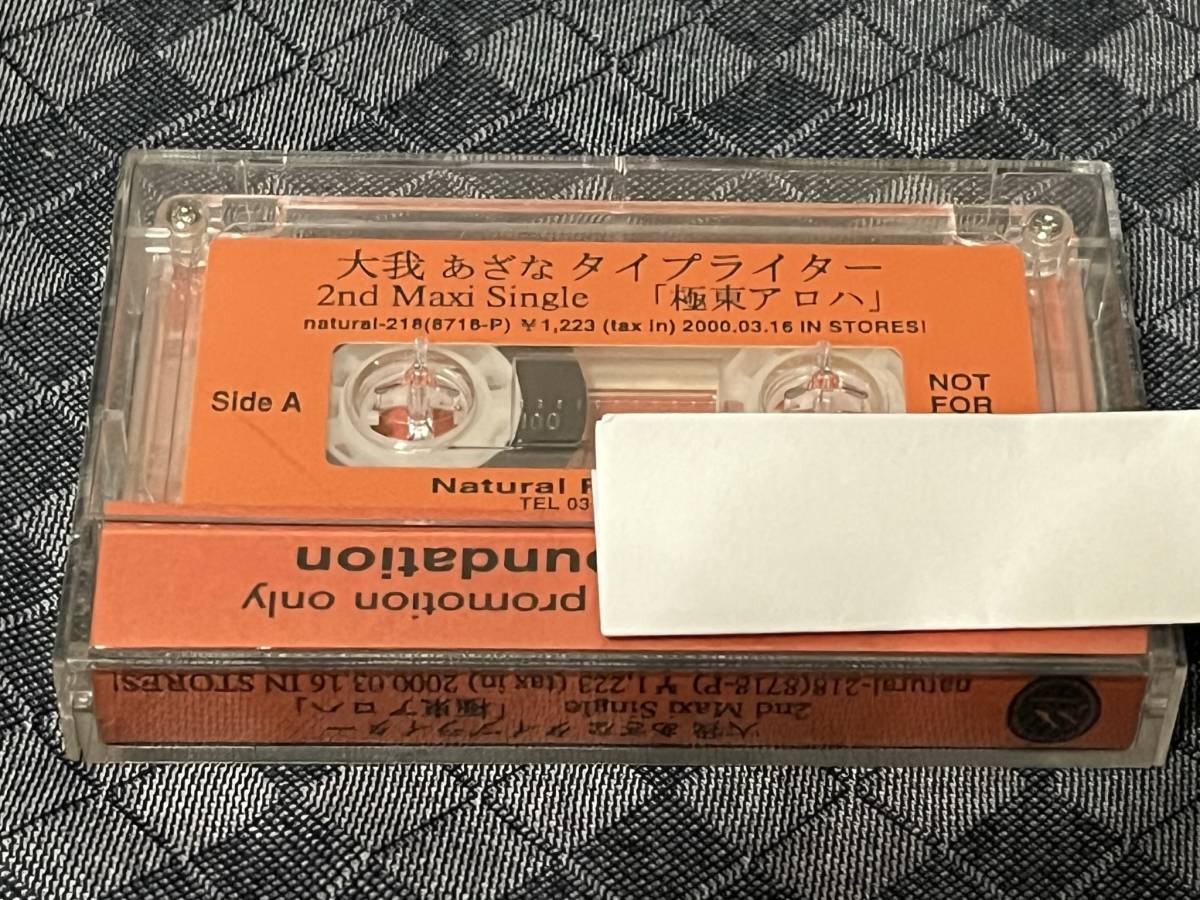 大我 あざな タイプライター
2nd Maxi Single 「極東アロハ」
natural-218(8718-P) ¥1,223 (tax in) 2000.03.16 IN STORES!
Side A
NOT
FOR
100
Natural
TEL 03
promotion only
大我 あざな タイプライター
2nd Maxi Single 「極東アロハ」
natural-218(8718-P) ¥1,223 (tax in) 2000.03.16 IN STORES!